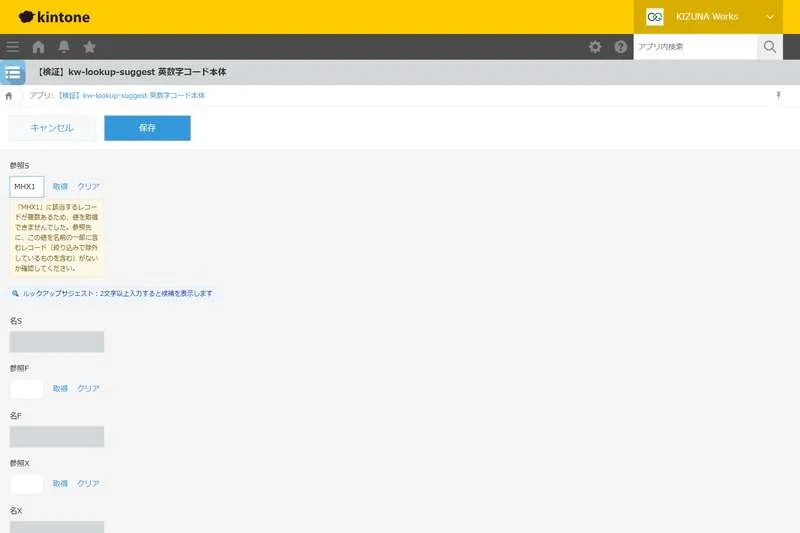 kintone
KIZUNA Works
アプリ内検索
【検証】kw-lookup-suggest 英数字コード本体
アプリ: 【検証】kw-lookup-suggest 英数字コード本体
キャンセル
保存
参照S
MHX1 取得 クリア
「MHX1」に該当するレコー
ドが複数あるため、値を取得
できませんでした。参照先
に、この値を名前の一部に含
むレコード（絞り込みで除外
しているものを含む）がない
か確認してください。
ルックアップサジェスト：2文字以上入力すると候補を表示します
名S
参照F
取得 クリア
名F
参照X
取得 クリア
名X